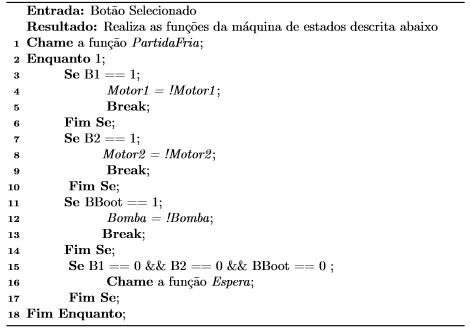 Entrada: Botão Selecionado
Resultado: Realiza as funções da máquina de estados descrita abaixo
1 Chame a função PartidaFria;
2 Enquanto 1;
3 Se B1 == 1;
4 Motor1 = !Motor1;
5 Break;
6 Fim Se;
7 Se B2 == 1;
8 Motor2 = !Motor2;
9 Break;
10 Fim Se;
11 Se BBoot == 1;
12 Bomba = !Bomba;
13 Break;
14 Fim Se;
15 Se B1 == 0 && B2 == 0 && BBoot == 0 ;
16 Chame a função Espera;
17 Fim Se;
18 Fim Enquanto;